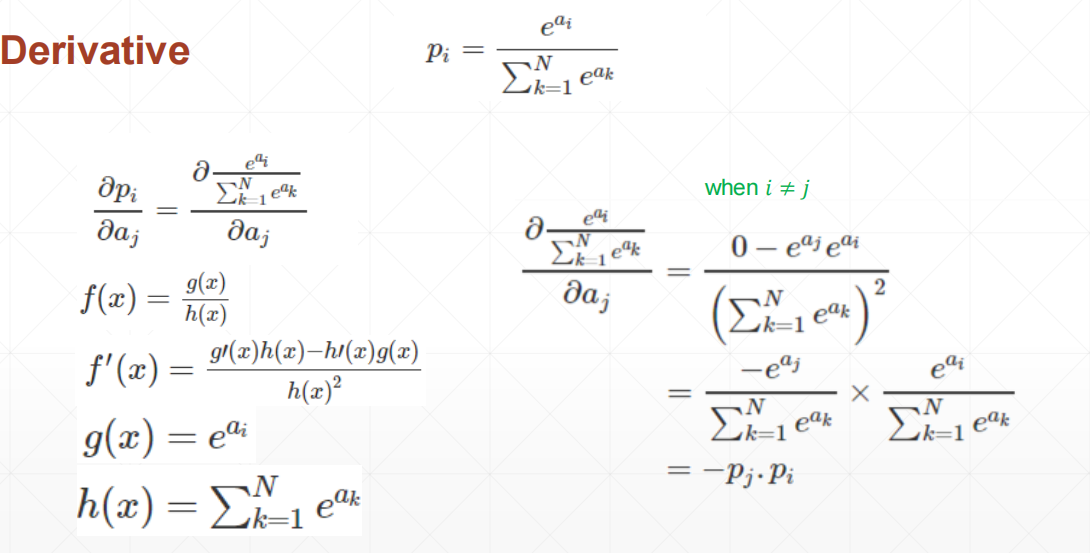 Derivative
p_i = \frac{e^{a_i}}{\sum_{k=1}^{N} e^{a_k}}
\frac{\partial p_i}{\partial a_j} = \frac{\partial \frac{e^{a_i}}{\sum_{k=1}^{N} e^{a_k}}}{\partial a_j}
f(x) = \frac{g(x)}{h(x)}
f'(x) = \frac{g\prime(x)h(x) - h\prime(x)g(x)}{h(x)^2}
g(x) = e^{a_i}
h(x) = \sum_{k=1}^{N} e^{a_k}
when i ≠ j
\frac{\partial \frac{e^{a_i}}{\sum_{k=1}^{N} e^{a_k}}}{\partial a_j} = \frac{0 - e^{a_j} e^{a_i}}{\left(\sum_{k=1}^{N} e^{a_k}\right)^2}
= \frac{-e^{a_j}}{\sum_{k=1}^{N} e^{a_k}} × \frac{e^{a_i}}{\sum_{k=1}^{N} e^{a_k}}
= -p_j . p_i